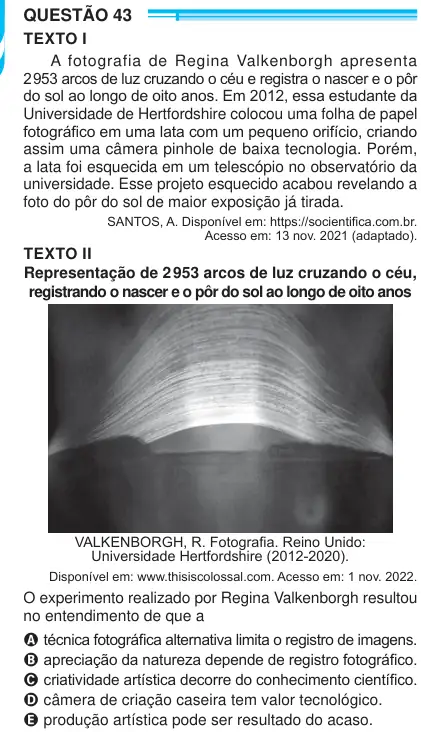 QUESTÃO 43
TEXTO I
A fotografia de Regina Valkenborgh apresenta
2 953 arcos de luz cruzando o céu e registra o nascer e o pôr
do sol ao longo de oito anos. Em 2012, essa estudante da
Universidade de Hertfordshire colocou uma folha de papel
fotográfico em uma lata com um pequeno orifício, criando
assim uma câmera pinhole de baixa tecnologia. Porém,
a lata foi esquecida em um telescópio no observatório da
universidade. Esse projeto esquecido acabou revelando a
foto do pôr do sol de maior exposição já tirada.
SANTOS, A. Disponível em: https://socientifica.com.br.
Acesso em: 13 nov. 2021 (adaptado).
TEXTO II
Representação de 2 953 arcos de luz cruzando o céu,
registrando o nascer e o pôr do sol ao longo de oito anos
VALKENBORGH, R. Fotografia. Reino Unido:
Universidade Hertfordshire (2012-2020).
Disponível em: www.thisiscolossal.com. Acesso em: 1 nov. 2022.
O experimento realizado por Regina Valkenborgh resultou
no entendimento de que a
A técnica fotográfica alternativa limita o registro de imagens.
B apreciação da natureza depende de registro fotográfico.
C criatividade artística decorre do conhecimento científico.
D câmera de criação caseira tem valor tecnológico.
E produção artística pode ser resultado do acaso.